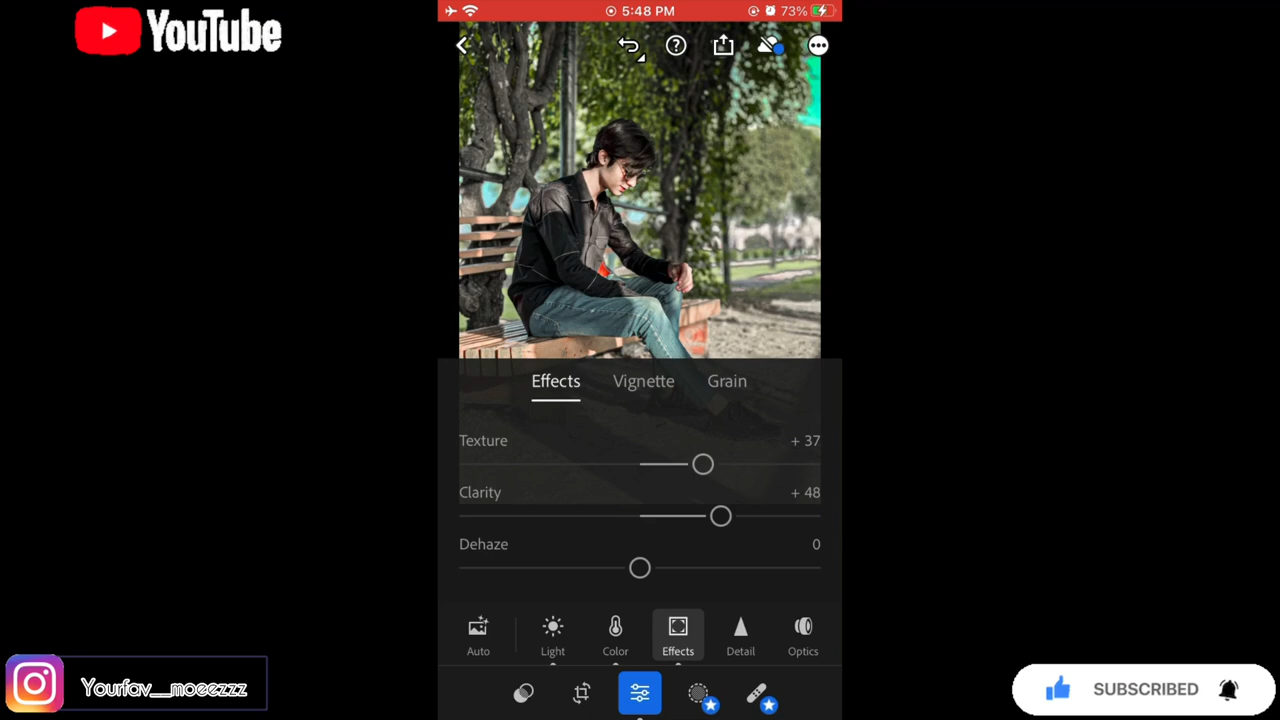 YouTube
5:48 PM
73%
Effects Vignette Grain
Texture + 37
Clarity + 48
Dehaze 0
Auto Light Color Effects Detail Optics
Yourfav__moeezzz
SUBSCRIBED